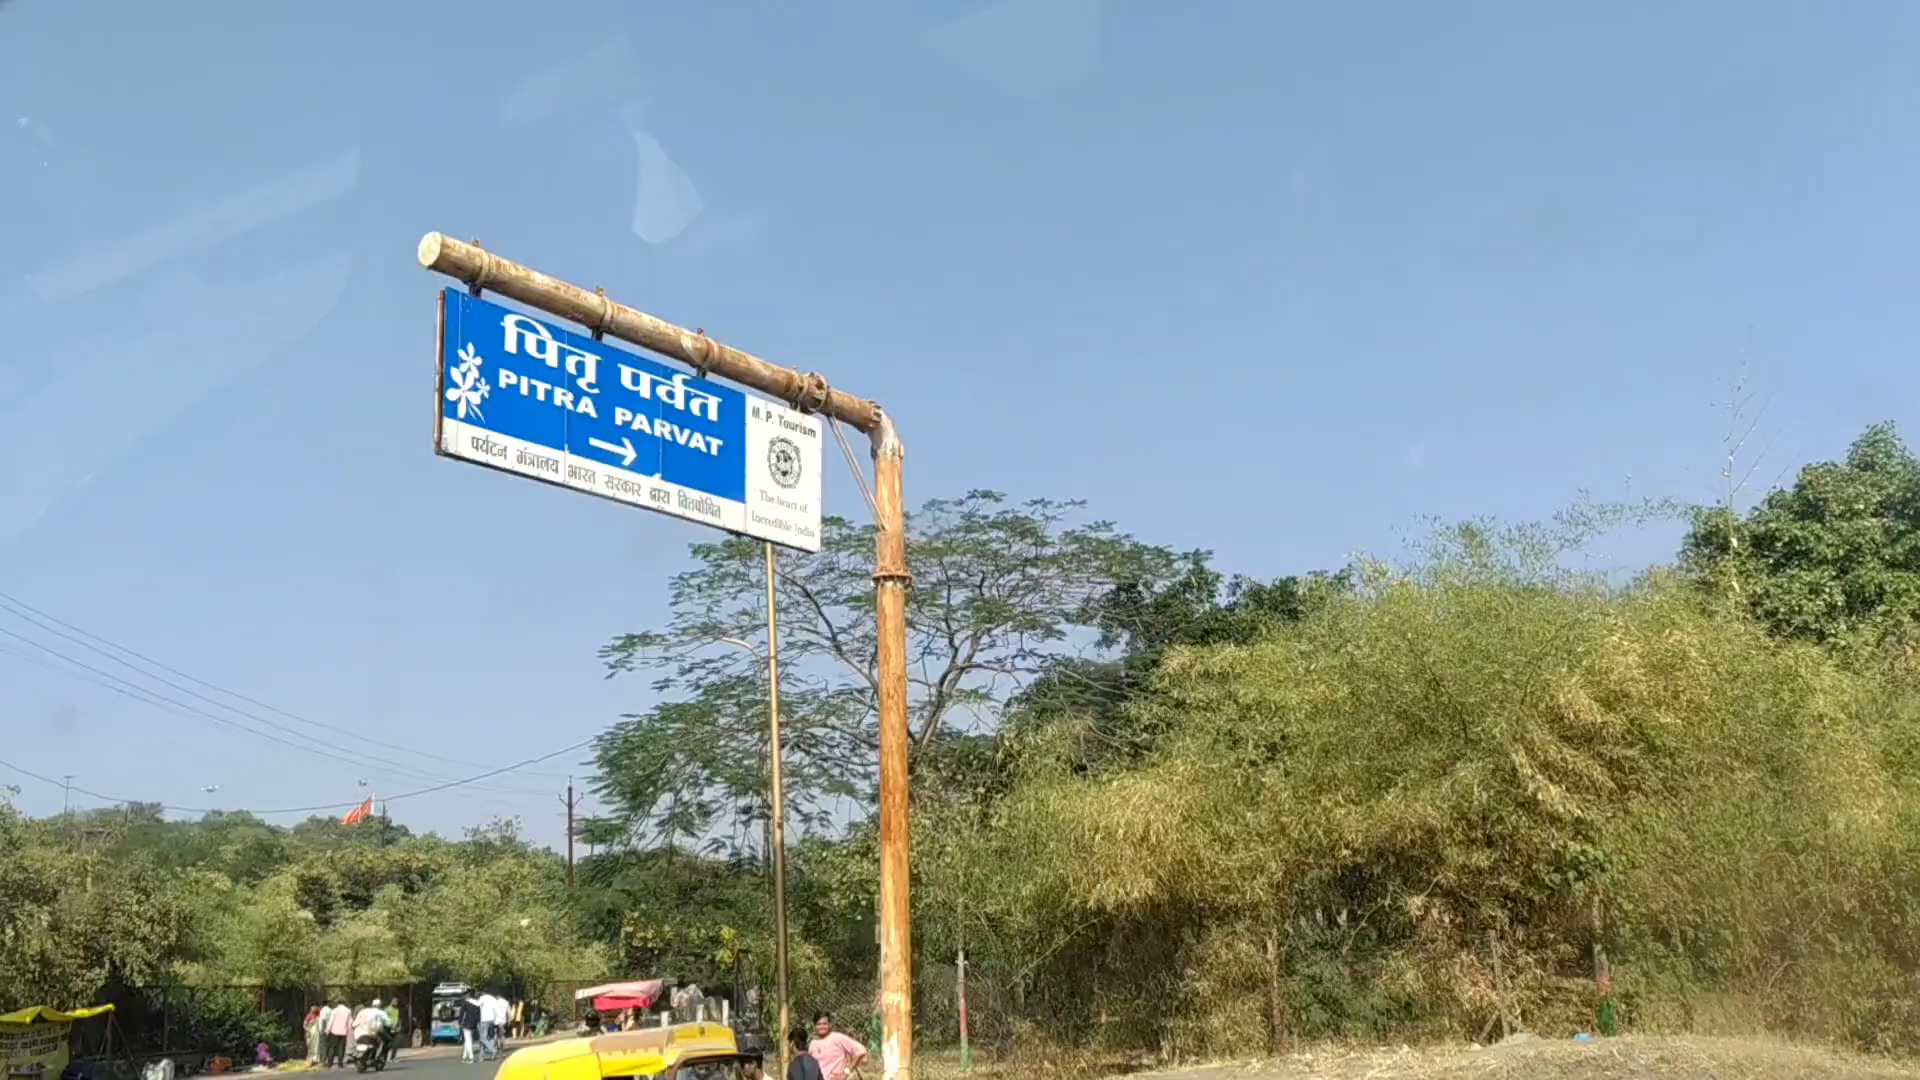 पितृ पर्वत
PITRA PARVAT
पर्यटन मंत्रालय भारत सरकार द्वारा वित्तपोषित
M. P. Tourism
The heart of
Incredible India